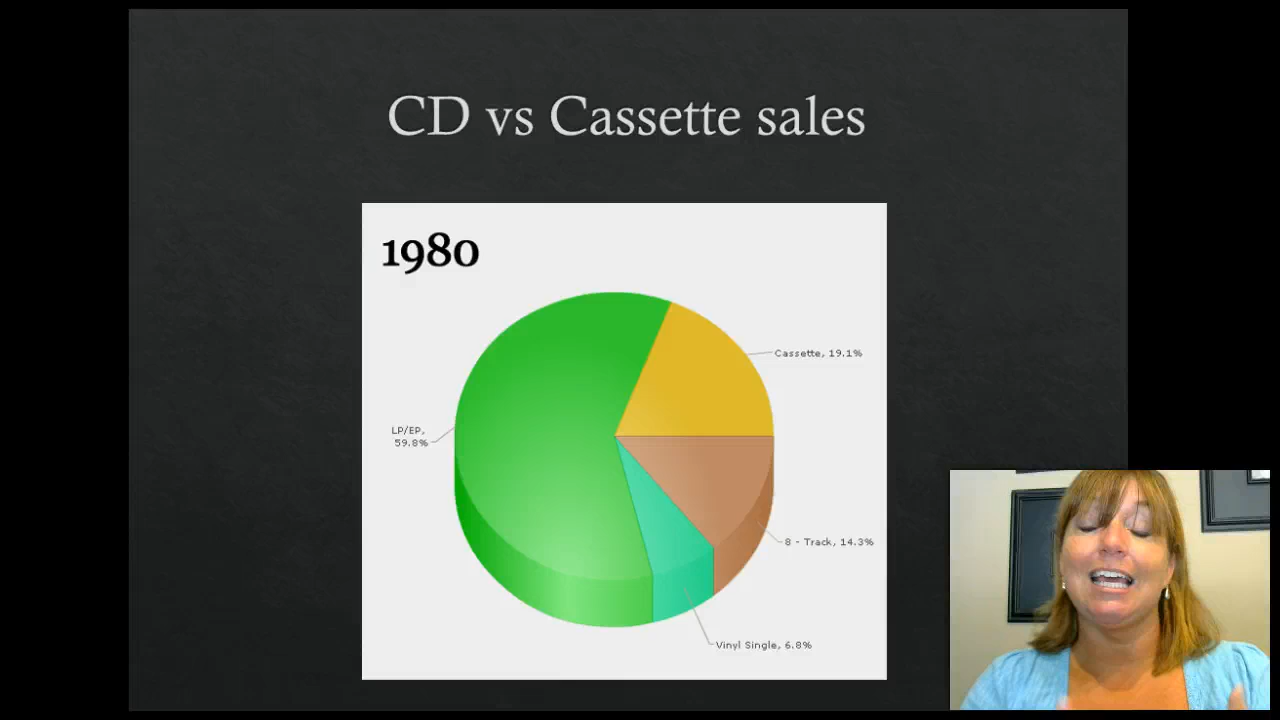 CD vs Cassette sales
1980
Cassette, 19.1%
LP/EP,
59.8%
8 - Track, 14.3%
Vinyl Single, 6.8%